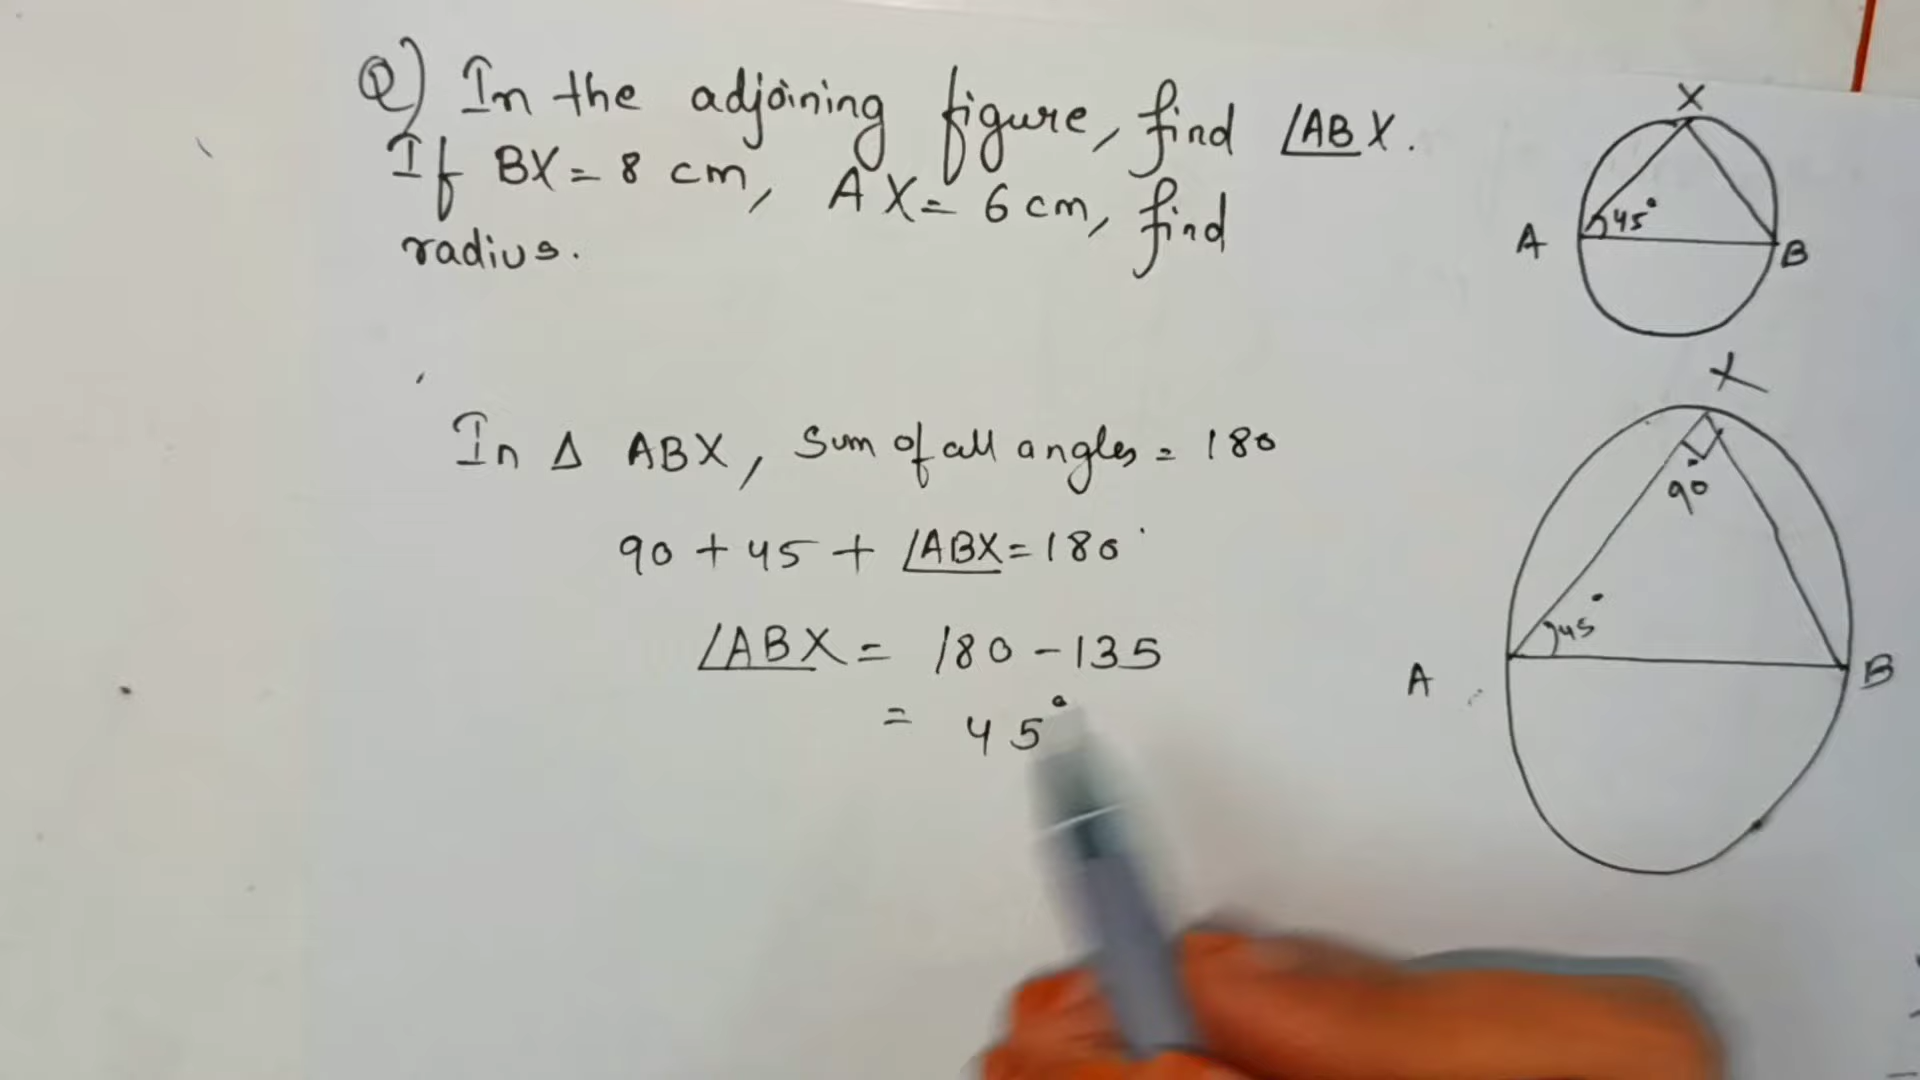 Q) In the adjoining figure, find ∠ABX.
If BX = 8 cm, AX = 6 cm, find
radius.
X
45°
A
B
In Δ ABX, Sum of all angles = 180
90 + 45 + ∠ABX = 180°
∠ABX = 180 - 135
= 45°
X
90°
45°
A
B